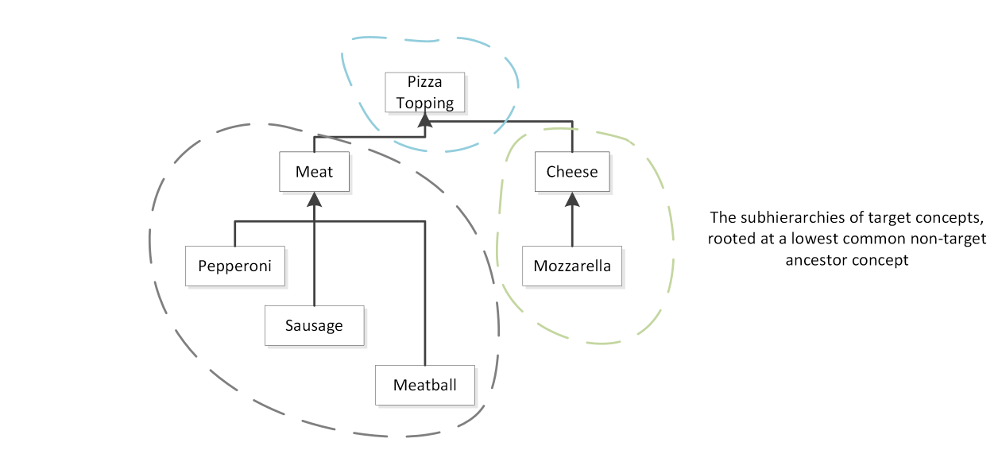 Pizza
Topping
Meat
Cheese
Pepperoni
Mozzarella
Sausage
Meatball
The subhierarchies of target concepts,
rooted at a lowest common non-target
ancestor concept